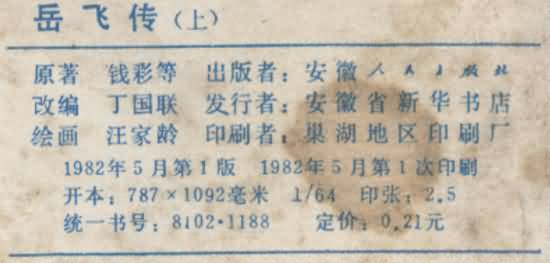 岳飞传（上）
原著 钱彩等 出版者：安徽人民出版社
改编 丁国联 发行者：安徽省新华书店
绘画 汪家龄 印刷者：巢湖地区印刷厂
1982年5月第1版 1982年5月第1次印刷
开本：787×1092毫米 1/64 印张：2.5
统一书号：8102·1188 定价：0.21元